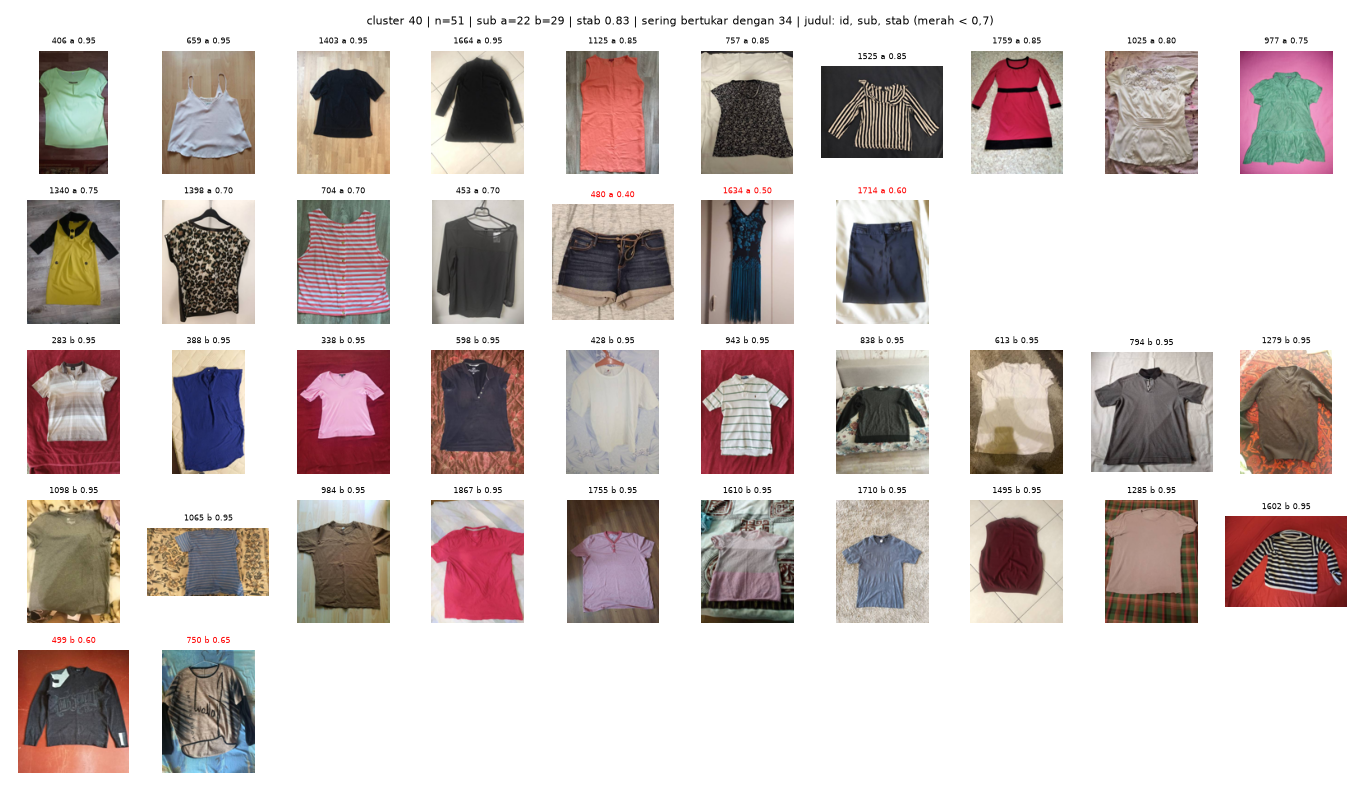 cluster 40 | n=51 | sub a=22 b=29 | stab 0.83 | sering bertukar dengan 34 | judul: id, sub, stab (merah < 0,7)
406 a 0.95 659 a 0.95 1403 a 0.95 1664 a 0.95 1125 a 0.85 757 a 0.85 1525 a 0.85 1759 a 0.85 1025 a 0.80 977 a 0.75
1340 a 0.75 1398 a 0.70 704 a 0.70 453 a 0.70 480 a 0.40 1634 a 0.50 1714 a 0.60
283 b 0.95 388 b 0.95 338 b 0.95 598 b 0.95 428 b 0.95 943 b 0.95 838 b 0.95 613 b 0.95 794 b 0.95 1279 b 0.95
1098 b 0.95 1065 b 0.95 984 b 0.95 1867 b 0.95 1755 b 0.95 1610 b 0.95 1710 b 0.95 1495 b 0.95 1285 b 0.95 1602 b 0.95
499 b 0.60 750 b 0.65